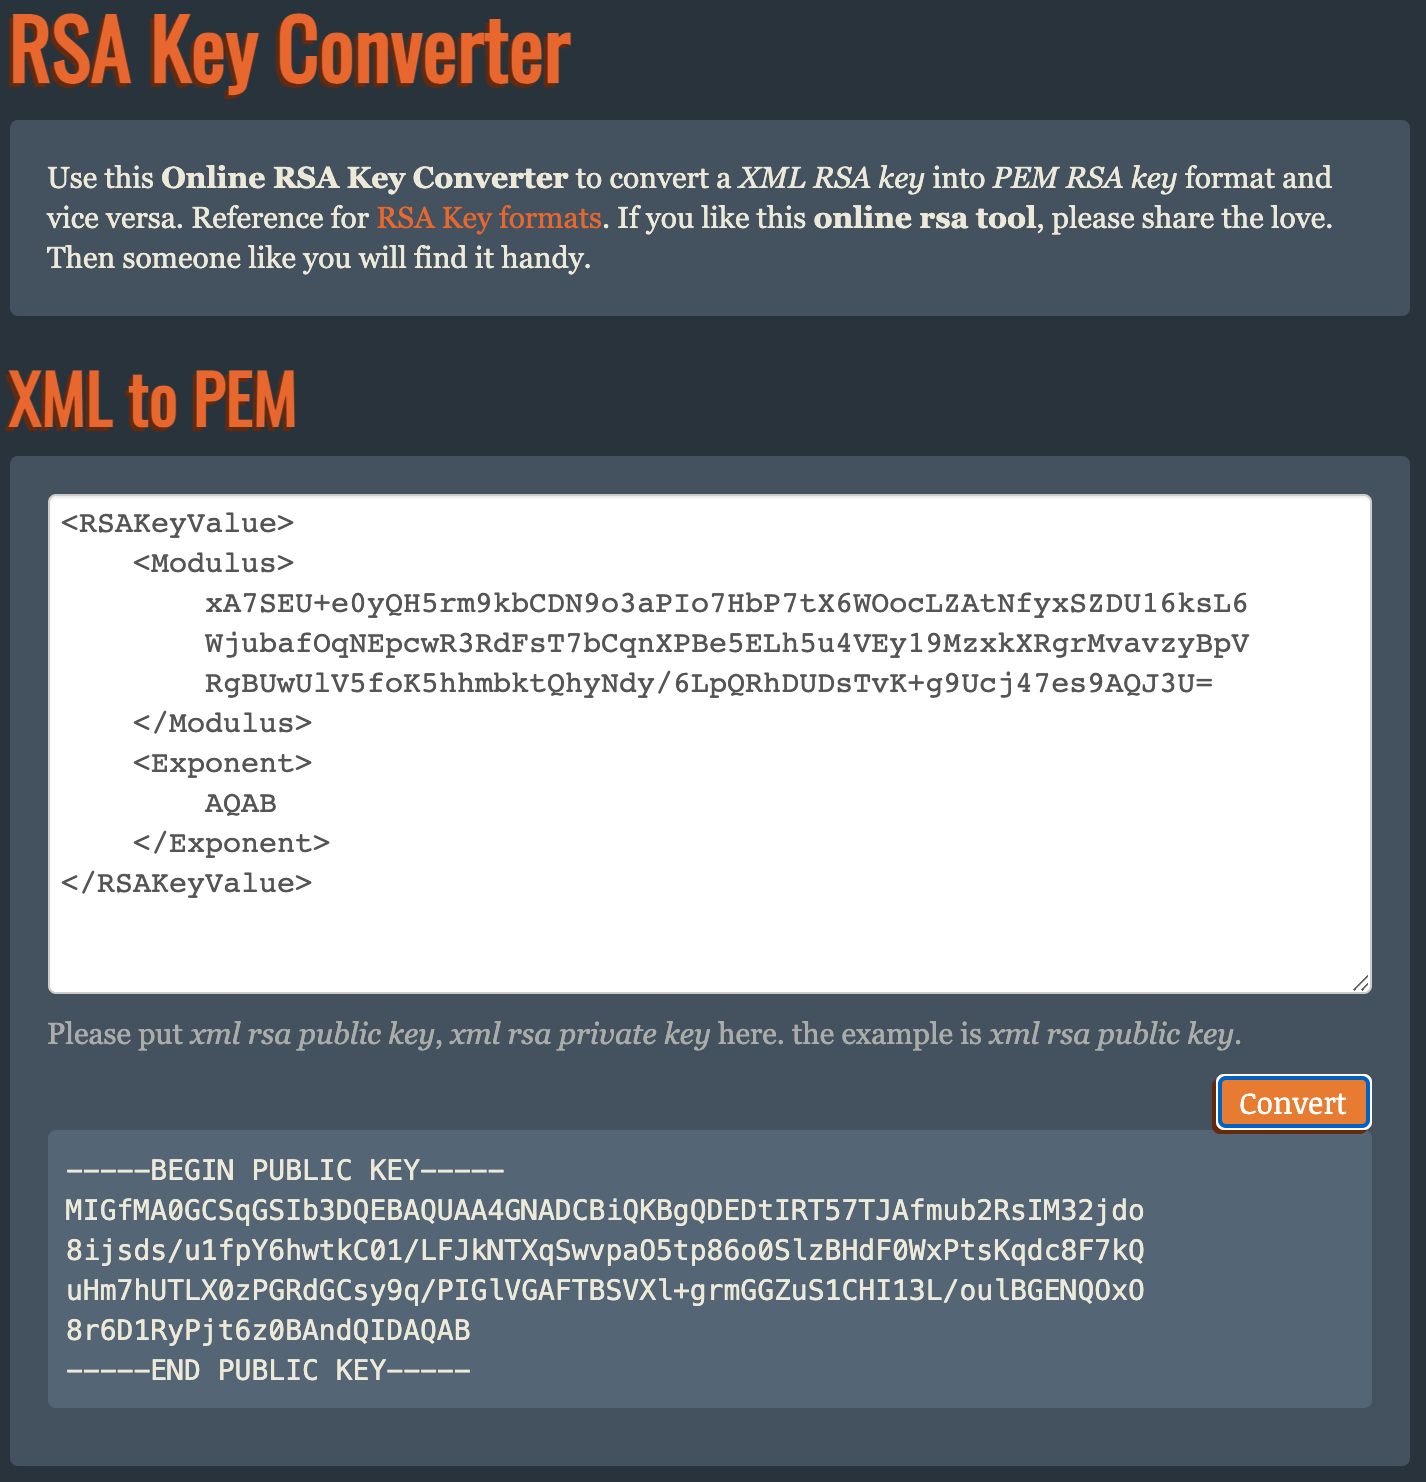 RSA Key Converter
Use this Online RSA Key Converter to convert a XML RSA key into PEM RSA key format and
vice versa. Reference for RSA Key formats. If you like this online rsa tool, please share the love.
Then someone like you will find it handy.
XML to PEM
<RSAKeyValue>
    <Modulus>
        xA7SEU+e0yQH5rm9kbCDN9o3aPIo7HbP7tX6WOocLZAtNfyxSZDU16ksL6
        WjubafOqNEpcwR3RdFsT7bCqnXPBe5ELh5u4VEy19MzxkXRgrMvavzyBpV
        RgBUwUlV5foK5hhmbktQhyNdy/6LpQRhDUDsTvK+g9Ucj47es9AQJ3U=
    </Modulus>
    <Exponent>
        AQAB
    </Exponent>
</RSAKeyValue>
Please put xml rsa public key, xml rsa private key here. the example is xml rsa public key.
Convert
-----BEGIN PUBLIC KEY-----
MIGfMA0GCSqGSIb3DQEBAQUAA4GNADCBiQKBgQDEDtIRT57TJAfmub2RsIM32jdo
8ijsds/u1fpY6hwtkC01/LFJkNTXqSwvpaO5tp86o0SlzBHdF0WxPtsKqdc8F7kQ
uHm7hUTLX0zPGRdGCsy9q/PIGlVGAFTBSVXl+grmGGZuS1CHI13L/oulBGENQOxO
8r6D1RyPjt6z0BAndQIDAQAB
-----END PUBLIC KEY-----